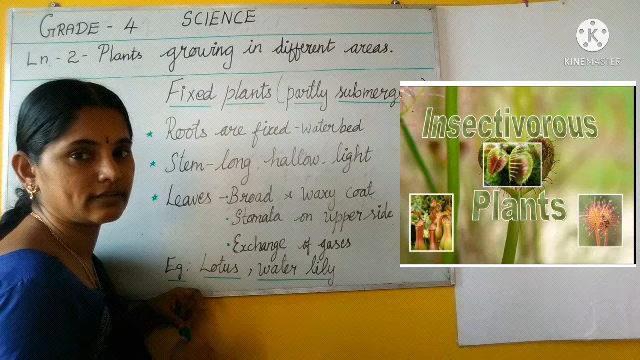 GRADE - 4 SCIENCE
Ln - 2 - Plants growing in different areas.
Fixed plants (partly submerg
* Roots are fixed - waterbed
* Stem - long, hallow, light
* Leaves - Broad & waxy coat
• Stomata on upper side
• Exchange of gases
Eg: Lotus, water lily
Insectivorous
Plants
KINEMASTER